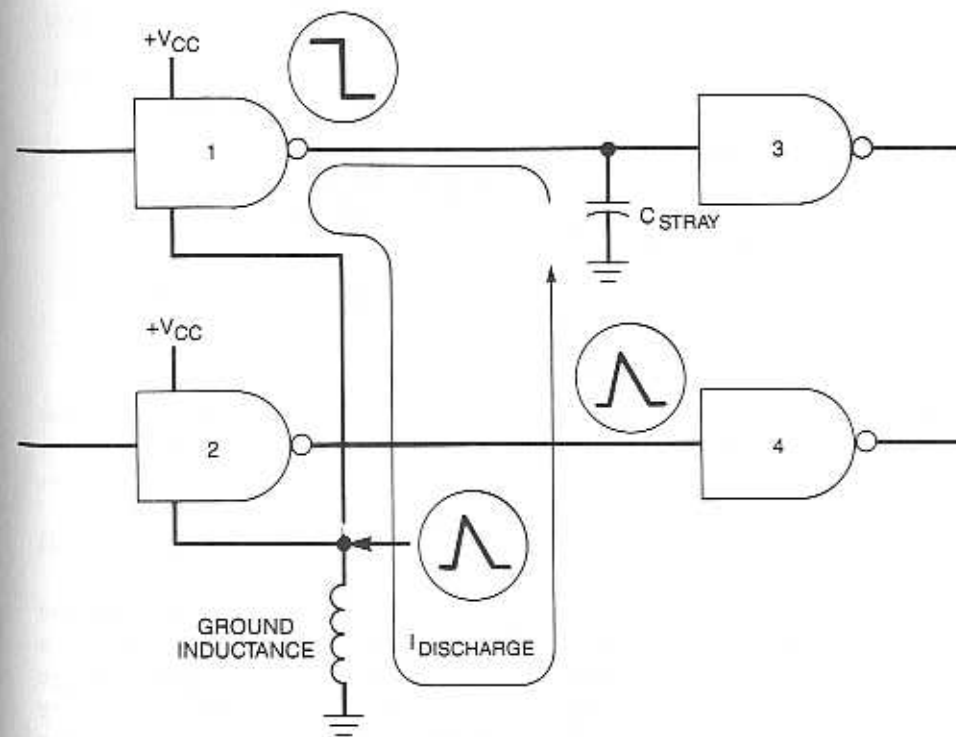 +VCC
1
3
CSTRAY
+VCC
2
4
GROUND
INDUCTANCE
IDISCHARGE